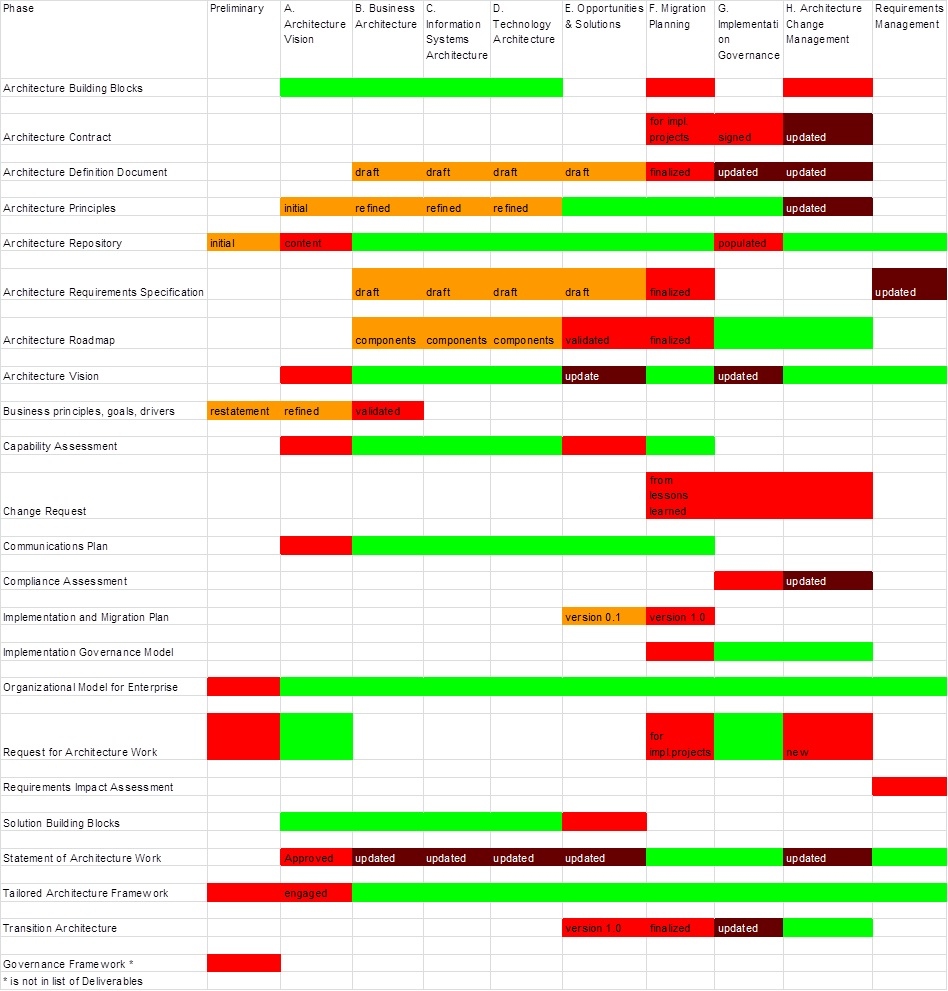 Phase Preliminary A. Architecture Vision B. Business Architecture C. Information Systems Architecture D. Technology Architecture E. Opportunities & Solutions F. Migration Planning G. Implementati on Governance H. Architecture Change Management Requirements Management
Architecture Building Blocks
Architecture Contract for impl. projects signed updated
Architecture Definition Document draft draft draft draft finalized updated updated
Architecture Principles initial refined refined refined updated
Architecture Repository initial content populated
Architecture Requirements Specification draft draft draft draft finalized updated
Architecture Roadmap components components components validated finalized
Architecture Vision update updated
Business principles, goals, drivers restatement refined validated
Capability Assessment
Change Request from lessons learned
Communications Plan
Compliance Assessment updated
Implementation and Migration Plan version 0.1 version 1.0
Implementation Governance Model
Organizational Model for Enterprise
Request for Architecture Work for impl.projects new
Requirements Impact Assessment
Solution Building Blocks
Statement of Architecture Work Approved updated updated updated updated updated
Tailored Architecture Framework engaged
Transition Architecture version 1.0 finalized updated
Governance Framework *
* is not in list of Deliverables